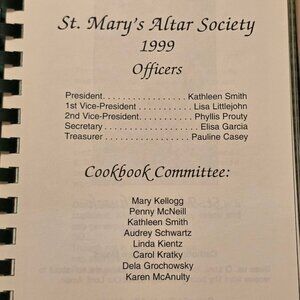 St. Mary's Altar Society
1999
Officers
President. . . . . . . . . . . . . . . . Kathleen Smith
1st Vice-President . . . . . . . . . . . Lisa Littlejohn
2nd Vice-President. . . . . . . . . . . Phyllis Prouty
Secretary . . . . . . . . . . . . . . . . . . Elisa Garcia
Treasurer . . . . . . . . . . . . . . . . Pauline Casey
Cookbook Committee:
Mary Kellogg
Penny McNeill
Kathleen Smith
Audrey Schwartz
Linda Kientz
Carol Kratky
Dela Grochowsky
Karen McAnulty